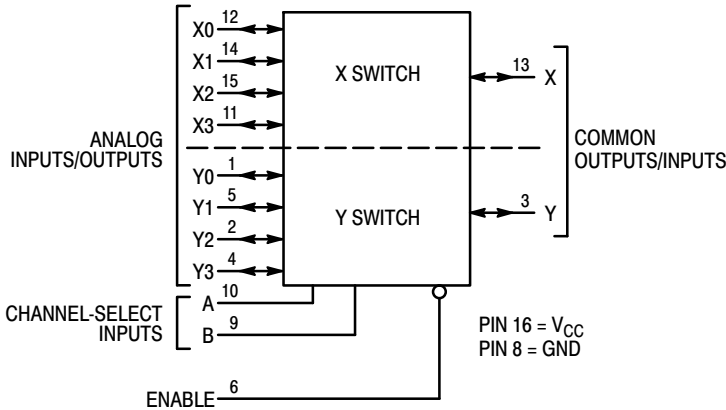 X0 12
X1 14
X2 15
X3 11
X SWITCH
13 X
ANALOG
INPUTS/OUTPUTS
COMMON
OUTPUTS/INPUTS
Y0 1
Y1 5
Y2 2
Y3 4
Y SWITCH
3 Y
CHANNEL-SELECT
INPUTS
A 10
B 9
PIN 16 = VCC
PIN 8 = GND
ENABLE 6